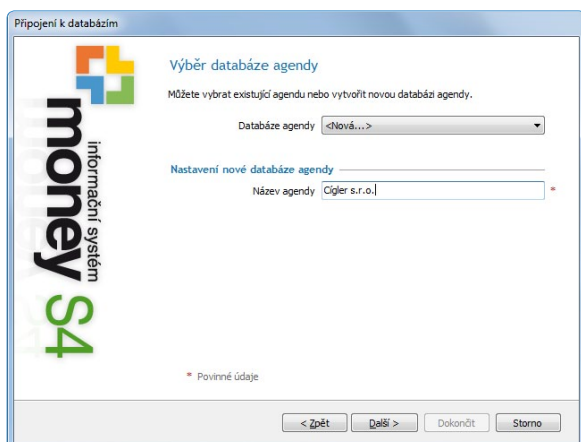 Připojení k databázím
money S4
informační systém
Výběr databáze agendy
Můžete vybrat existující agendu nebo vytvořit novou databázi agendy.
Databáze agendy <Nová...>
Nastavení nové databáze agendy
Název agendy Cígler s.r.o. *
* Povinné údaje
< Zpět Další > Dokončit Storno